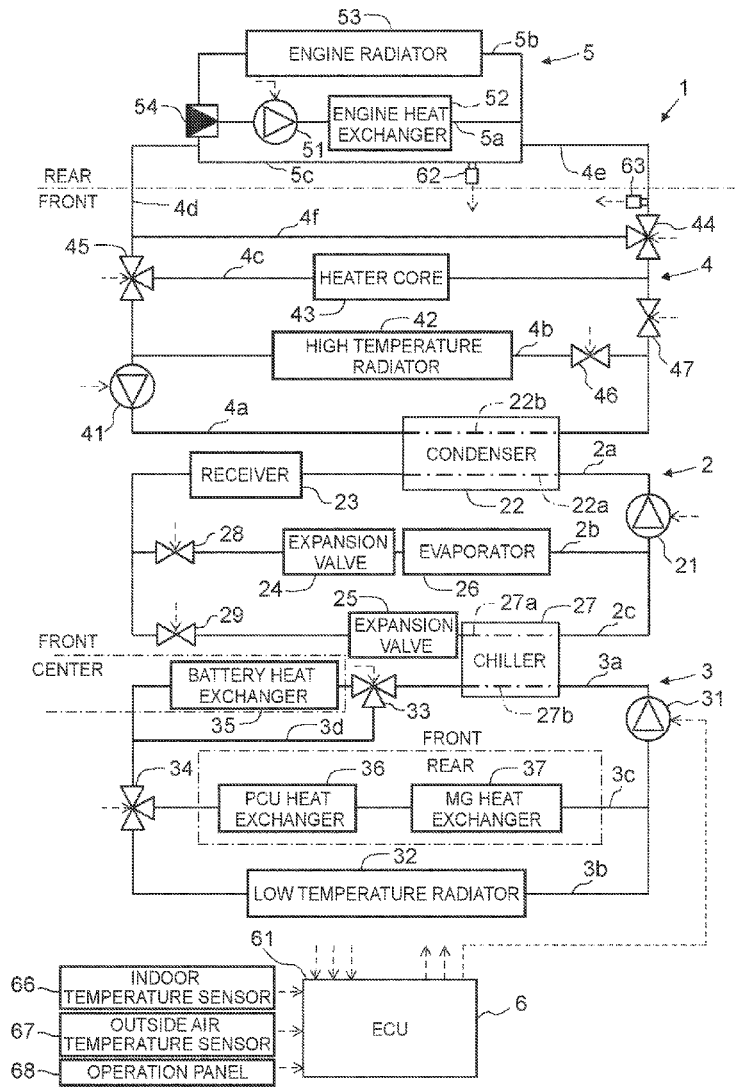 53
ENGINE RADIATOR
5b
5
54
52
ENGINE HEAT
EXCHANGER
5a
51
1
5c
62
4e
63
REAR
FRONT
4d
4f
44
45
4c
HEATER CORE
43
4
42
HIGH TEMPERATURE
RADIATOR
4b
46
47
41
4a
22b
CONDENSER
2a
2
RECEIVER
23
22
22a
21
28
EXPANSION
VALVE
24
EVAPORATOR
26
2b
29
25
EXPANSION
VALVE
27a
27
2c
CHILLER
FRONT
CENTER
BATTERY HEAT
EXCHANGER
35
33
27b
3a
3
31
3d
34
FRONT
REAR
36
PCU HEAT
EXCHANGER
37
MG HEAT
EXCHANGER
3c
32
LOW TEMPERATURE RADIATOR
3b
61
66
INDOOR
TEMPERATURE SENSOR
67
OUTSIDE AIR
TEMPERATURE SENSOR
68
OPERATION PANEL
ECU
6